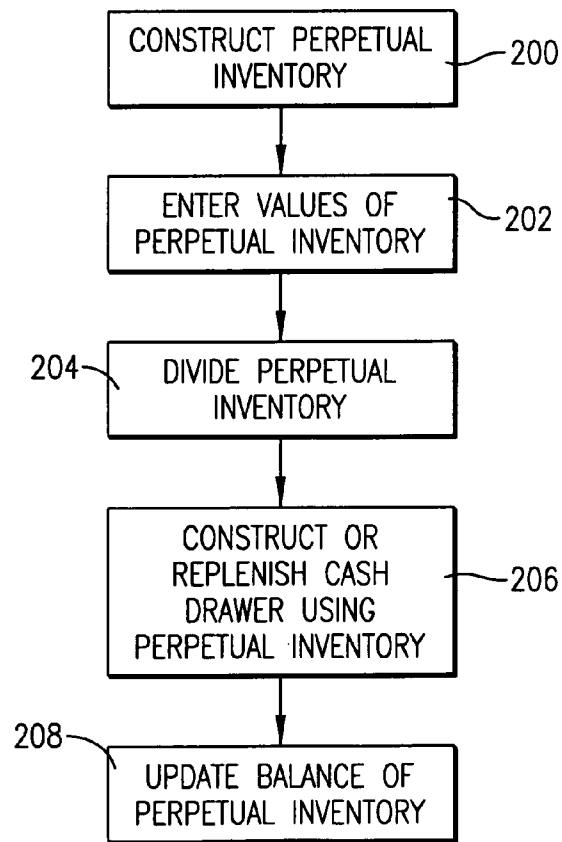 CONSTRUCT PERPETUAL
INVENTORY
200
ENTER VALUES OF
PERPETUAL INVENTORY
202
204
DIVIDE PERPETUAL
INVENTORY
CONSTRUCT OR
REPLENISH CASH
DRAWER USING
PERPETUAL INVENTORY
206
208
UPDATE BALANCE OF
PERPETUAL INVENTORY